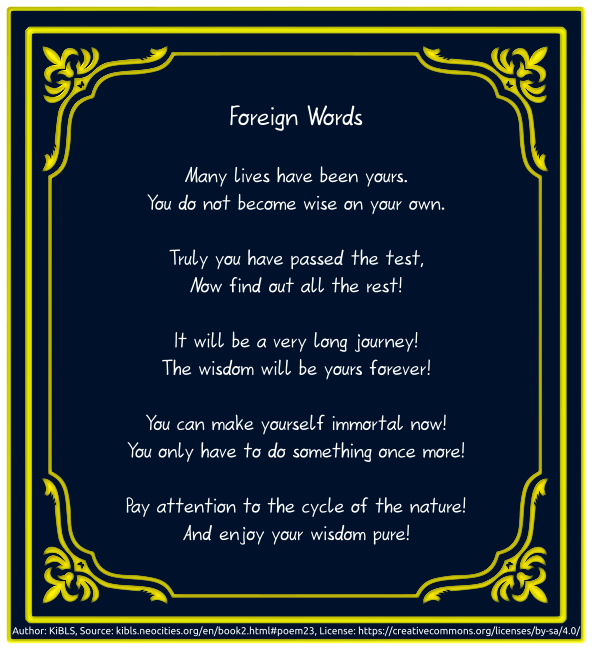 Foreign Words
Many lives have been yours.
You do not become wise on your own.
Truly you have passed the test,
Now find out all the rest!
It will be a very long journey!
The wisdom will be yours forever!
You can make yourself immortal now!
You only have to do something once more!
Pay attention to the cycle of the nature!
And enjoy your wisdom pure!
Author: KiBLS, Source: kibls.neocities.org/en/book2.html#poem23, License: https://creativecommons.org/licenses/by-sa/4.0/